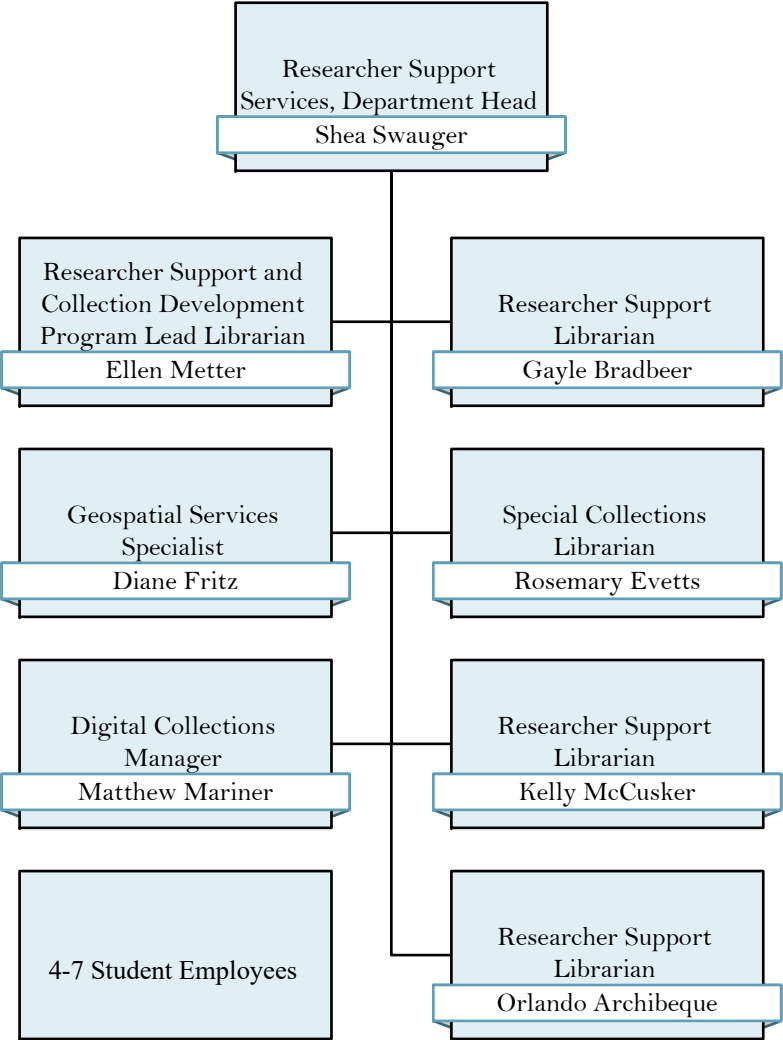 Researcher Support
Services, Department Head
Shea Swauger
Researcher Support and
Collection Development
Program Lead Librarian
Ellen Metter
Researcher Support
Librarian
Gayle Bradbeer
Geospatial Services
Specialist
Diane Fritz
Special Collections
Librarian
Rosemary Evetts
Digital Collections
Manager
Matthew Mariner
Researcher Support
Librarian
Kelly McCusker
4-7 Student Employees
Researcher Support
Librarian
Orlando Archibeque